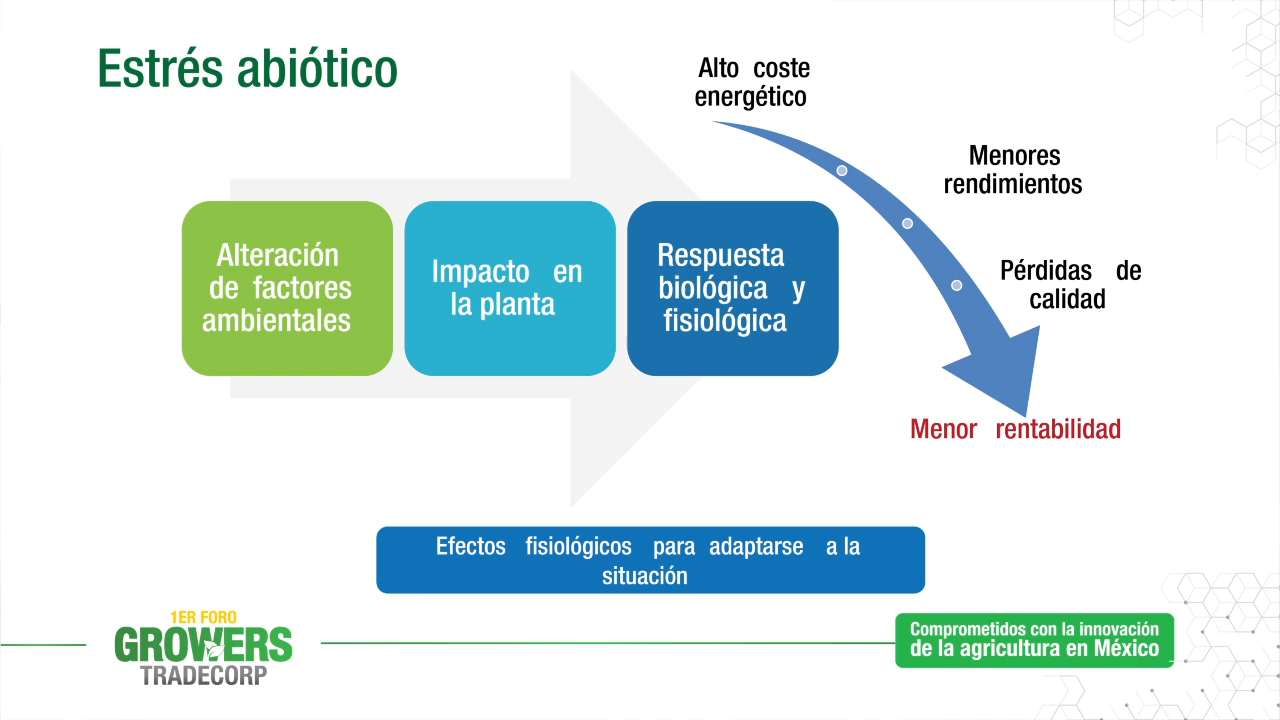 Estrés abiótico
Alteración
de factores
ambientales
Impacto en
la planta
Respuesta
biológica y
fisiológica
Alto coste
energético
Menores
rendimientos
Pérdidas de
calidad
Menor rentabilidad
Efectos fisiológicos para adaptarse a la
situación
1ER FORO
GROWERS
TRADECORP
Comprometidos con la innovación
de la agricultura en México